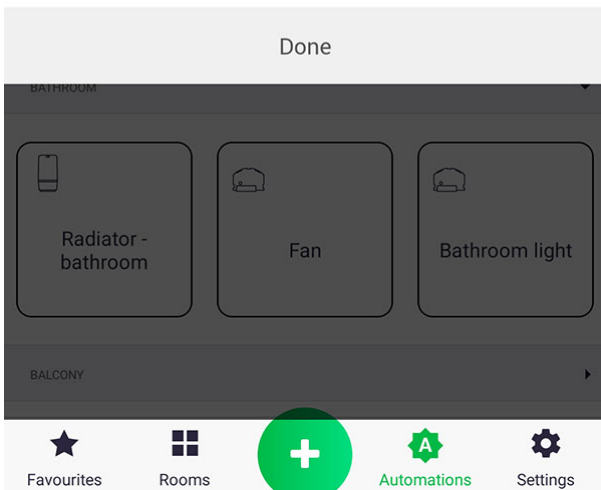 Done
BATHROOM
Radiator -
bathroom
Fan
Bathroom light
BALCONY
+
A
Favourites
Rooms
Automations
Settings